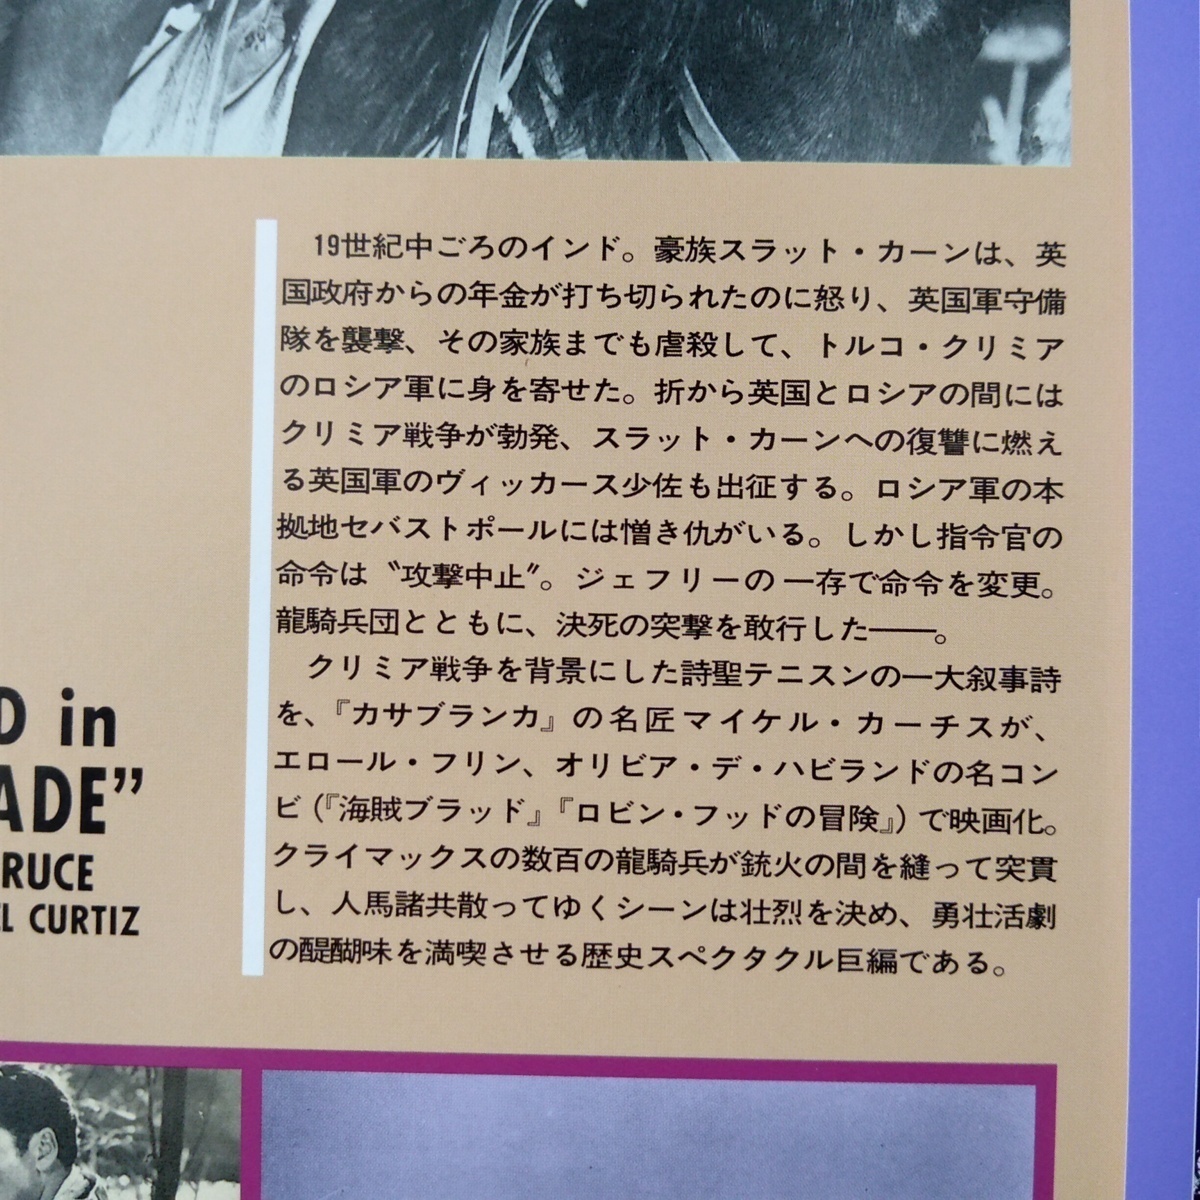 19世紀中ごろのインド。豪族スラット・カーンは、英
国政府からの年金が打ち切られたのに怒り、英国軍守備
隊を襲撃、その家族までも虐殺して、トルコ・クリミア
のロシア軍に身を寄せた。折から英国とロシアの間には
クリミア戦争が勃発、スラット・カーンへの復讐に燃え
る英国軍のヴィッカース少佐も出征する。ロシア軍の本
拠地セバストポールには憎き仇がいる。しかし指令官の
命令は〝攻撃中止〞。ジェフリーの一存で命令を変更。
龍騎兵団とともに、決死の突撃を敢行した――。
クリミア戦争を背景にした詩聖テニスンの一大叙事詩
を、『カサブランカ』の名匠マイケル・カーチスが、
エロール・フリン、オリビア・デ・ハビランドの名コン
ビ（『海賊ブラッド』『ロビン・フッドの冒険』）で映画化。
クライマックスの数百の龍騎兵が銃火の間を縫って突貫
し、人馬諸共散ってゆくシーンは壮烈を決め、勇壮活劇
の醍醐味を満喫させる歴史スペクタクル巨編である。
D in
ADE”
RUCE
EL CURTIZ